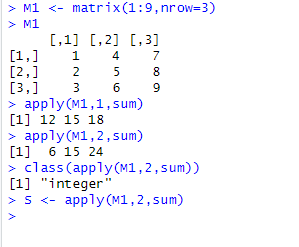 > M1 <- matrix(1:9,nrow=3)
> M1
     [,1] [,2] [,3]
[1,]    1    4    7
[2,]    2    5    8
[3,]    3    6    9
> apply(M1,1,sum)
[1] 12 15 18
> apply(M1,2,sum)
[1]  6 15 24
> class(apply(M1,2,sum))
[1] "integer"
> S <- apply(M1,2,sum)
>